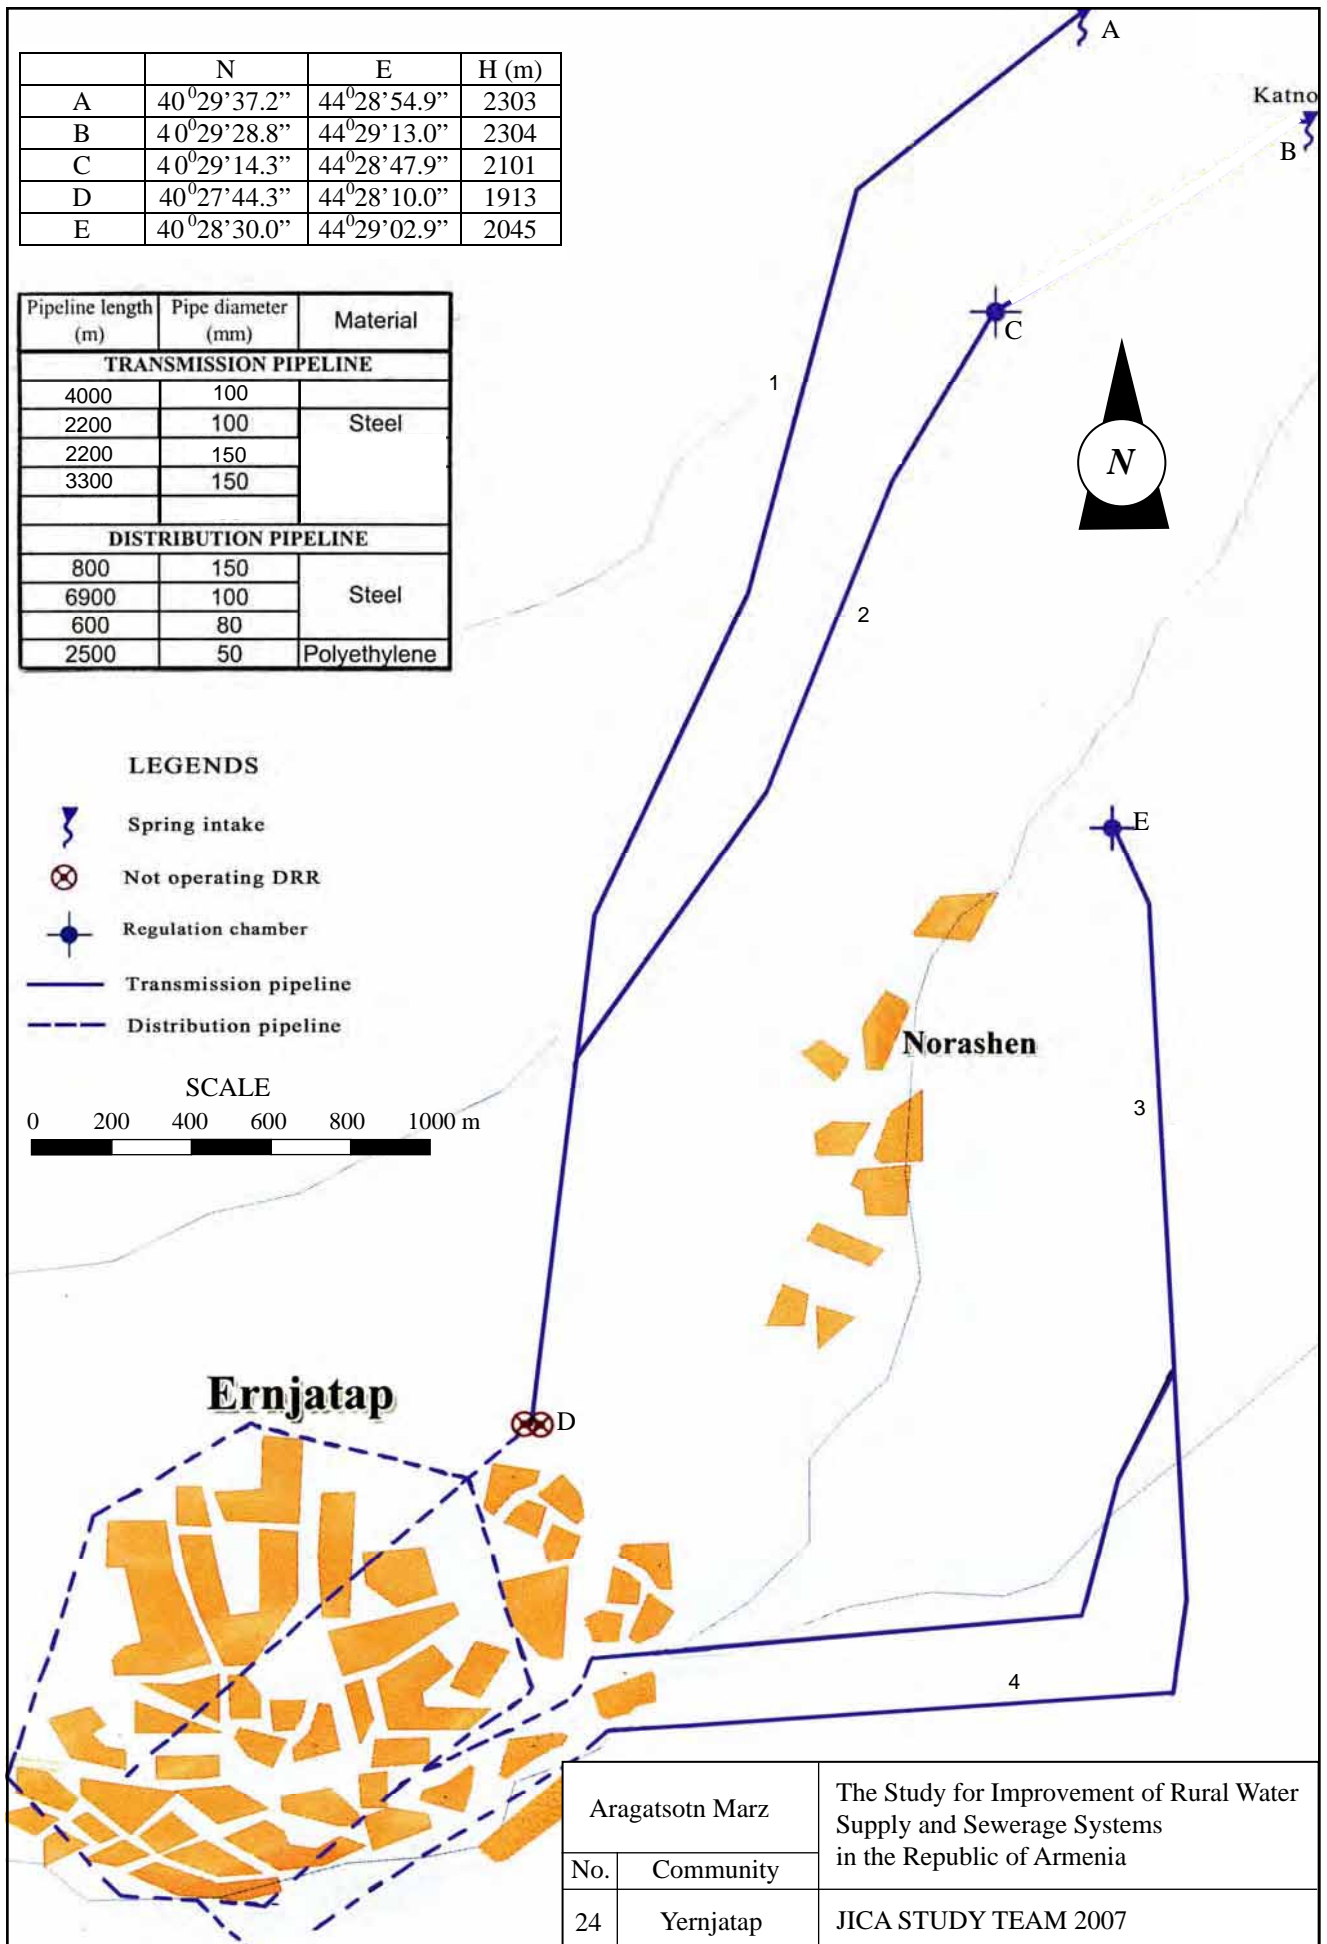 A
N E H (m)
A 40⁰29’37.2” 44⁰28’54.9” 2303
B 40⁰29’28.8” 44⁰29’13.0” 2304
C 40⁰29’14.3” 44⁰28’47.9” 2101
D 40⁰27’44.3” 44⁰28’10.0” 1913
E 40⁰28’30.0” 44⁰29’02.9” 2045
Katno
B
C
Pipeline length (m) Pipe diameter (mm) Material
TRANSMISSION PIPELINE
4000 100
2200 100 Steel
2200 150
3300 150
DISTRIBUTION PIPELINE
800 150
6900 100 Steel
600 80
2500 50 Polyethylene
1
N
2
LEGENDS
Spring intake
Not operating DRR
Regulation chamber
Transmission pipeline
Distribution pipeline
E
Norashen
SCALE
0 200 400 600 800 1000 m
3
Ernjatap
D
4
Aragatsotn Marz
The Study for Improvement of Rural Water
Supply and Sewerage Systems
in the Republic of Armenia
No. Community
24 Yernjatap JICA STUDY TEAM 2007